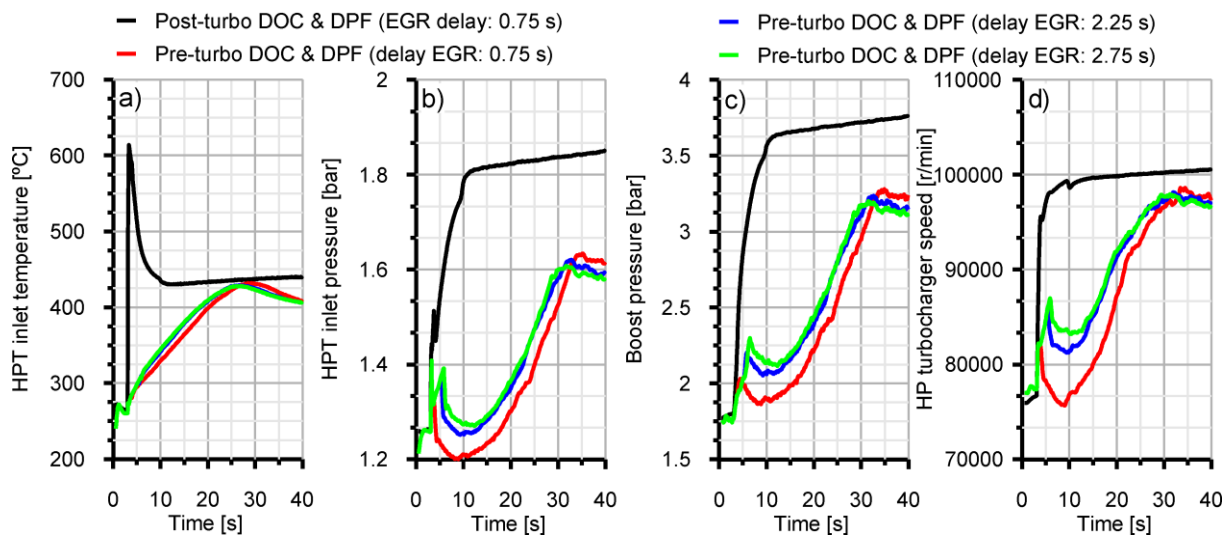 Post-turbo DOC & DPF (EGR delay: 0.75 s)
Pre-turbo DOC & DPF (delay EGR: 0.75 s)
Pre-turbo DOC & DPF (delay EGR: 2.25 s)
Pre-turbo DOC & DPF (delay EGR: 2.75 s)
a)
HPT inlet temperature [ºC]
700
600
500
400
300
200
0 10 20 30 40
Time [s]
b)
HPT inlet pressure [bar]
2
1.8
1.6
1.4
1.2
0 10 20 30 40
Time [s]
c)
Boost pressure [bar]
4
3.5
3
2.5
2
1.5
0 10 20 30 40
Time [s]
d)
HP turbocharger speed [r/min]
110000
100000
90000
80000
70000
0 10 20 30 40
Time [s]